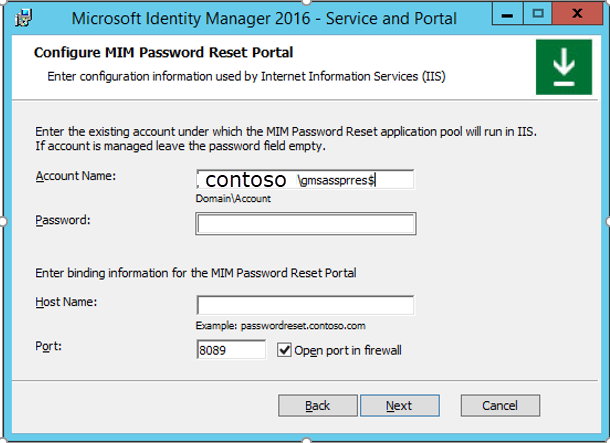 Microsoft Identity Manager 2016 - Service and Portal
Configure MIM Password Reset Portal
Enter configuration information used by Internet Information Services (IIS)
Enter the existing account under which the MIM Password Reset application pool will run in IIS.
If account is managed leave the password field empty.
Account Name:
contoso \gmsassprres$
Domain\Account
Password:
Enter binding information for the MIM Password Reset Portal
Host Name:
Example: passwordreset.contoso.com
Port:
8089
Open port in firewall
Back
Next
Cancel